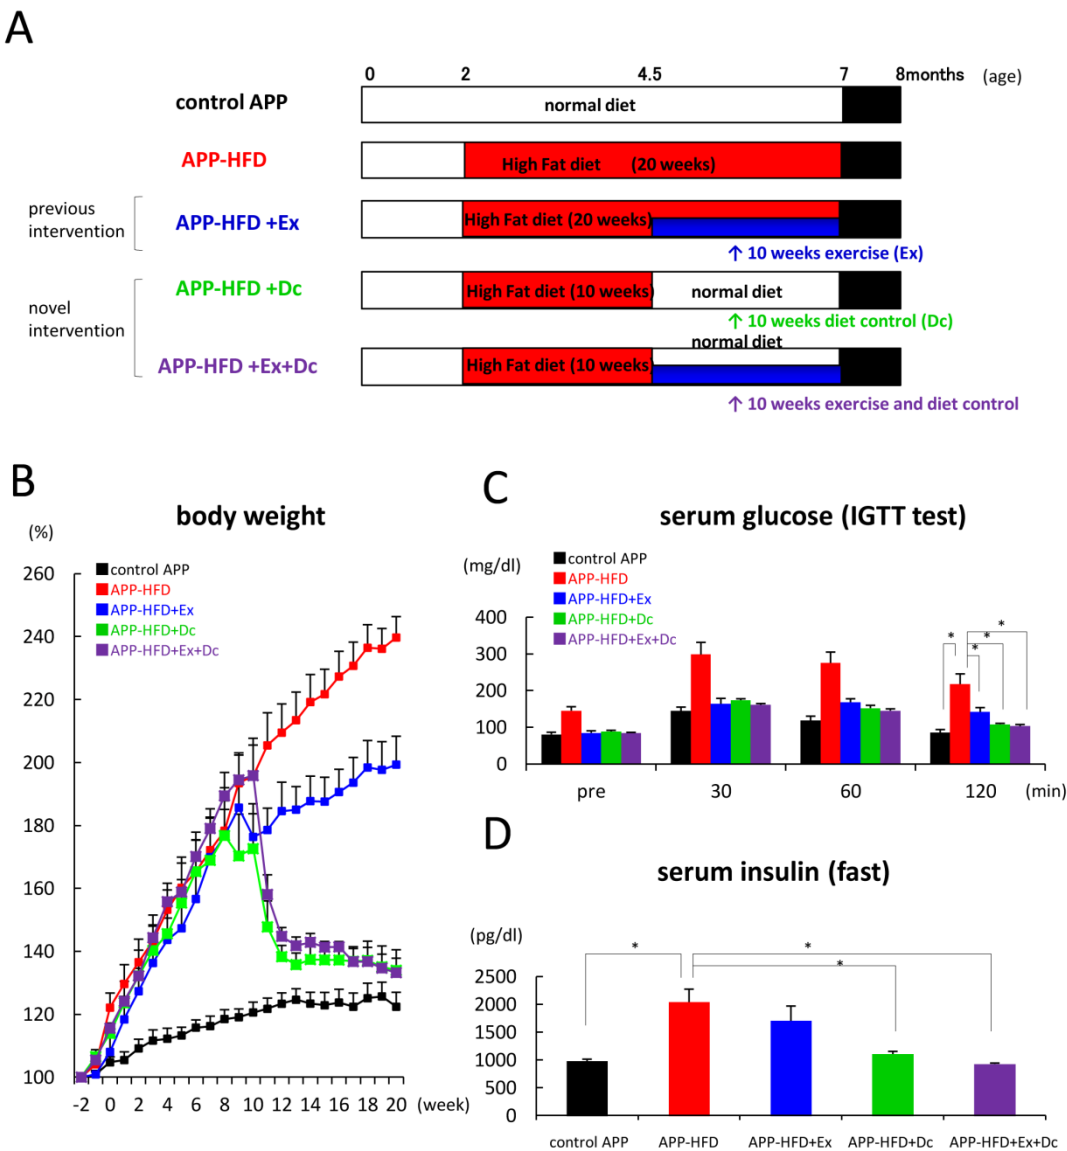 A
0 2 4.5 7 8months (age)
control APP normal diet
APP-HFD High Fat diet (20 weeks)
previous
intervention
APP-HFD +Ex High Fat diet (20 weeks)
↑ 10 weeks exercise (Ex)
novel
intervention
APP-HFD +Dc High Fat diet (10 weeks) normal diet
↑ 10 weeks diet control (Dc)
normal diet
APP-HFD +Ex+Dc High Fat diet (10 weeks)
↑ 10 weeks exercise and diet control
B
body weight
(%)
control APP
APP-HFD
APP-HFD+Ex
APP-HFD+Dc
APP-HFD+Ex+Dc
260
240
220
200
180
160
140
120
100
-2 0 2 4 6 8 10 12 14 16 18 20 (week)
C
serum glucose (IGTT test)
(mg/dl)
control APP
APP-HFD
APP-HFD+Ex
APP-HFD+Dc
APP-HFD+Ex+Dc
400
300
200
100
0
* * * *
pre 30 60 120 (min)
D
serum insulin (fast)
(pg/dl)
* * *
2500
2000
1500
1000
500
0
control APP APP-HFD APP-HFD+Ex APP-HFD+Dc APP-HFD+Ex+Dc